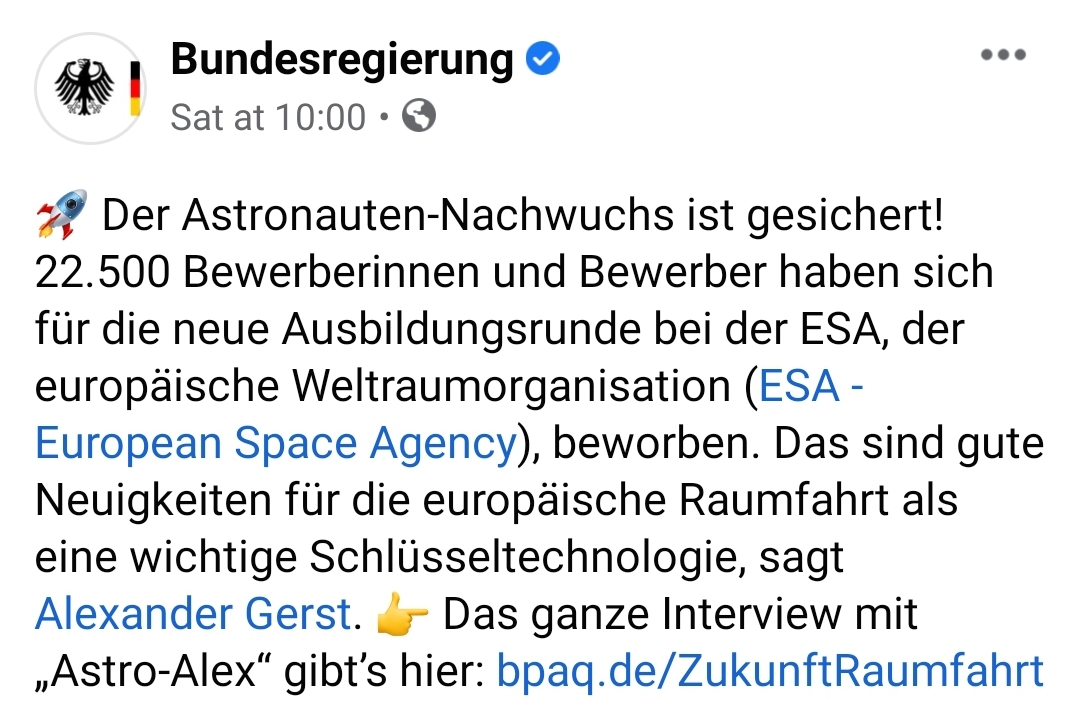 Bundesregierung
Sat at 10:00 •
🚀 Der Astronauten-Nachwuchs ist gesichert!
22.500 Bewerberinnen und Bewerber haben sich
für die neue Ausbildungsrunde bei der ESA, der
europäische Weltraumorganisation (ESA -
European Space Agency), beworben. Das sind gute
Neuigkeiten für die europäische Raumfahrt als
eine wichtige Schlüsseltechnologie, sagt
Alexander Gerst. 👉 Das ganze Interview mit
„Astro-Alex“ gibt’s hier: bpaq.de/ZukunftRaumfahrt